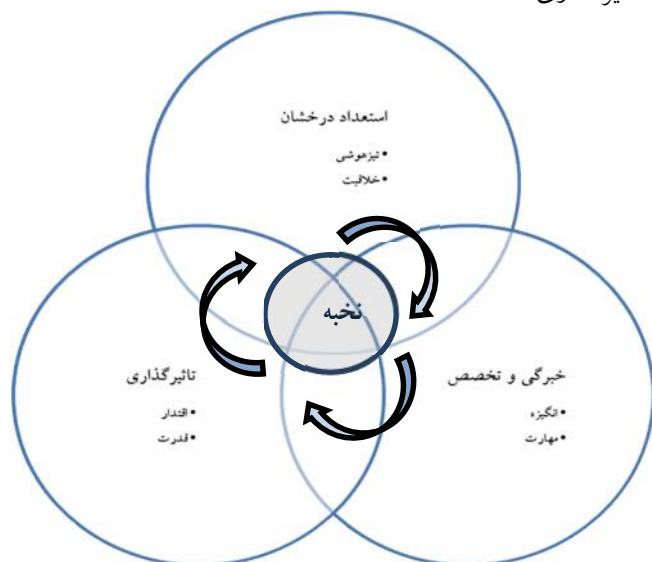 استعداد درخشان
•تیزهوشی
•خلاقیت
نخبه
خبرگی و تخصص
•انگیزه
•مهارت
تاثیرگذاری
•اقتدار
•قدرت